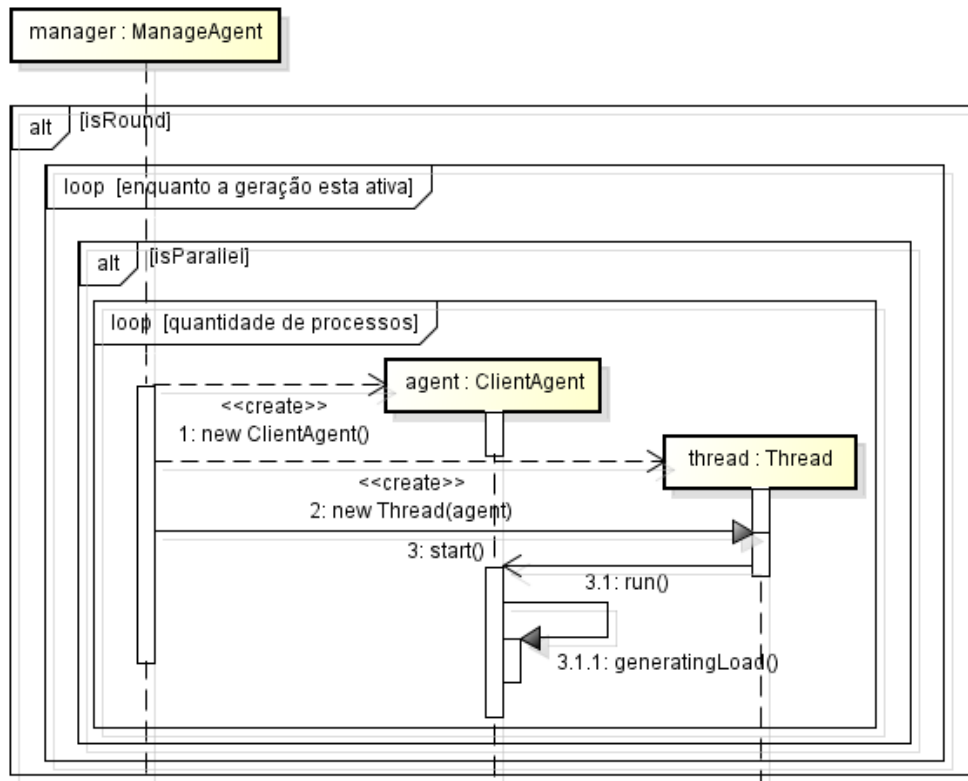 manager : ManageAgent
alt [isRound]
loop [enquanto a geração esta ativa]
alt [isParallel]
loop [quantidade de processos]
agent : ClientAgent
<<create>>
1: new ClientAgent()
thread : Thread
<<create>>
2: new Thread(agent)
3: start()
3.1: run()
3.1.1: generatingLoad()